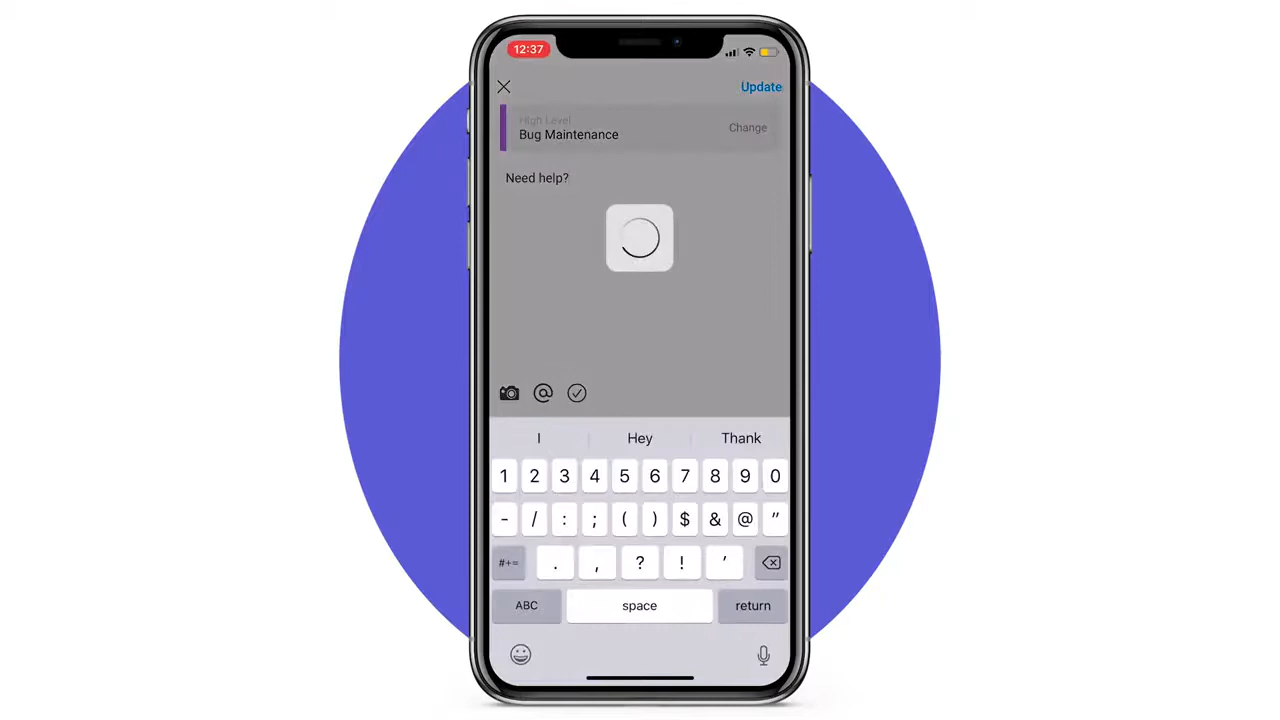 12:37
Update
High Level
Bug Maintenance
Change
Need help?
I Hey Thank
1 2 3 4 5 6 7 8 9 0
- / : ; ( ) $ & @ "
#+= . , ? ! '
ABC space return